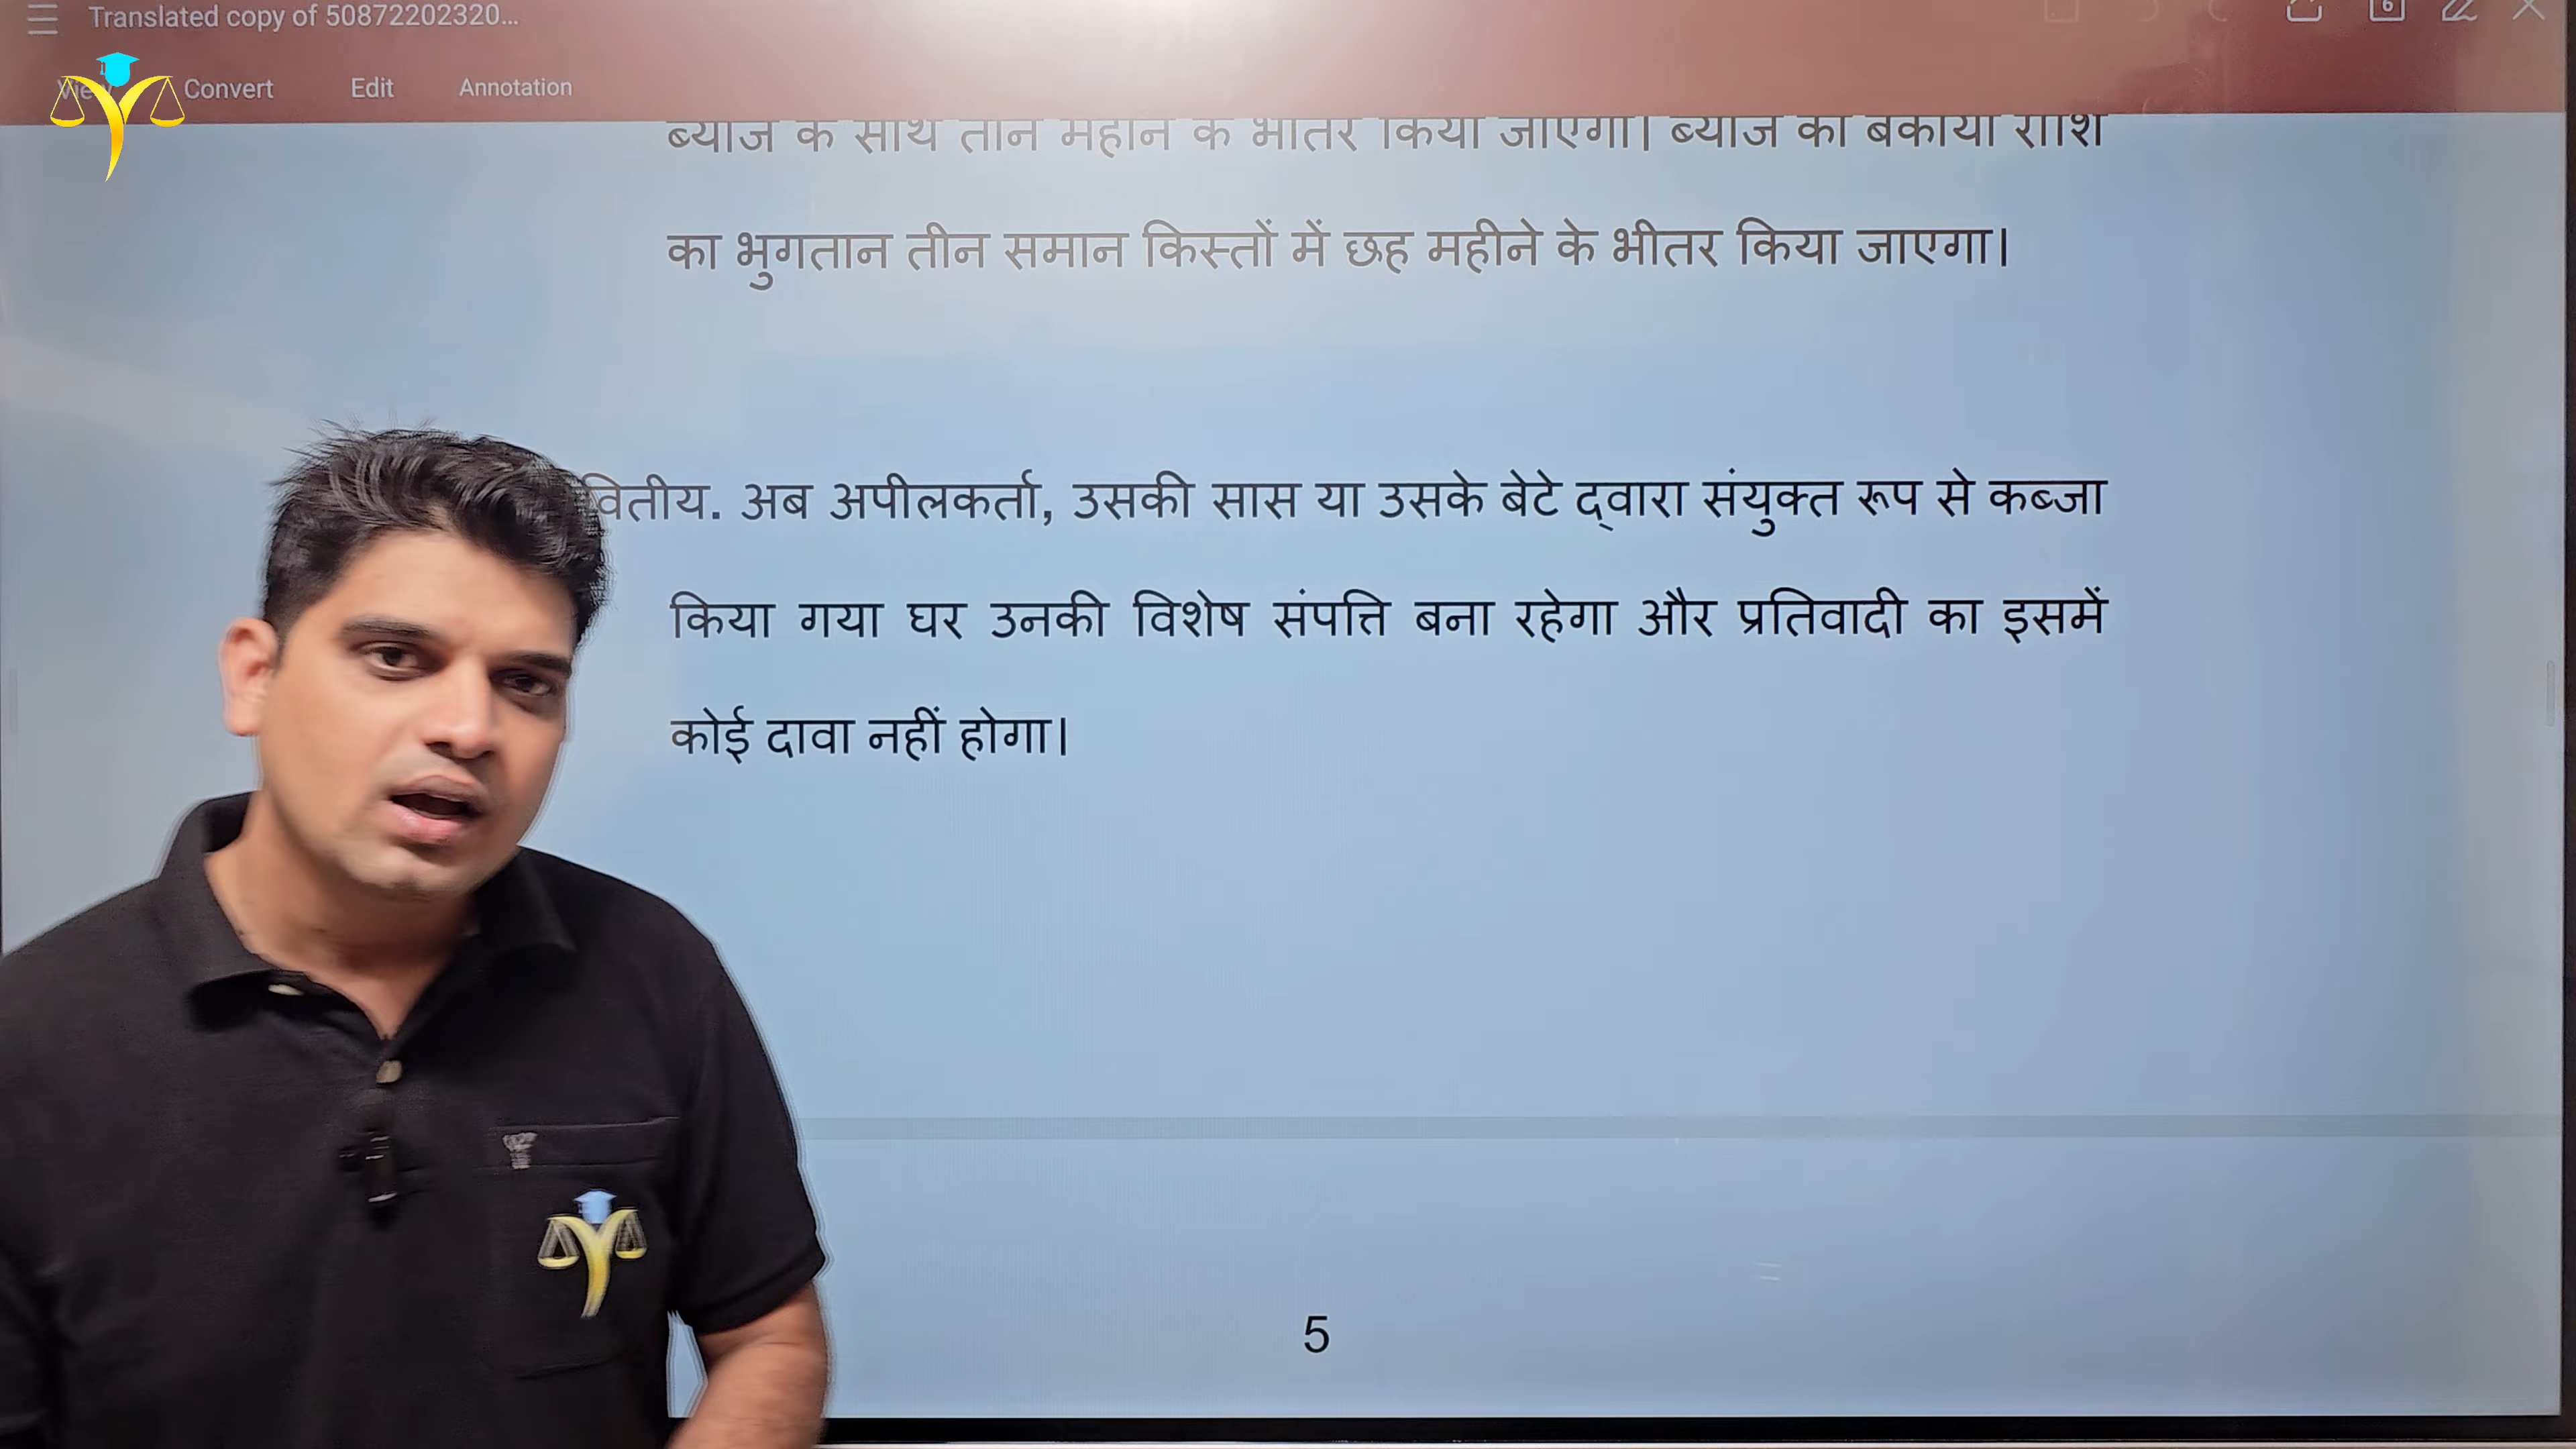 Translated copy of 50872202320...
View Convert Edit Annotation
ब्याज के साथ तीन महीने के भीतर किया जाएगा। ब्याज की बकाया राशि
का भुगतान तीन समान किस्तों में छह महीने के भीतर किया जाएगा।
वितीय. अब अपीलकर्ता, उसकी सास या उसके बेटे द्वारा संयुक्त रूप से कब्जा
किया गया घर उनकी विशेष संपत्ति बना रहेगा और प्रतिवादी का इसमें
कोई दावा नहीं होगा।
5